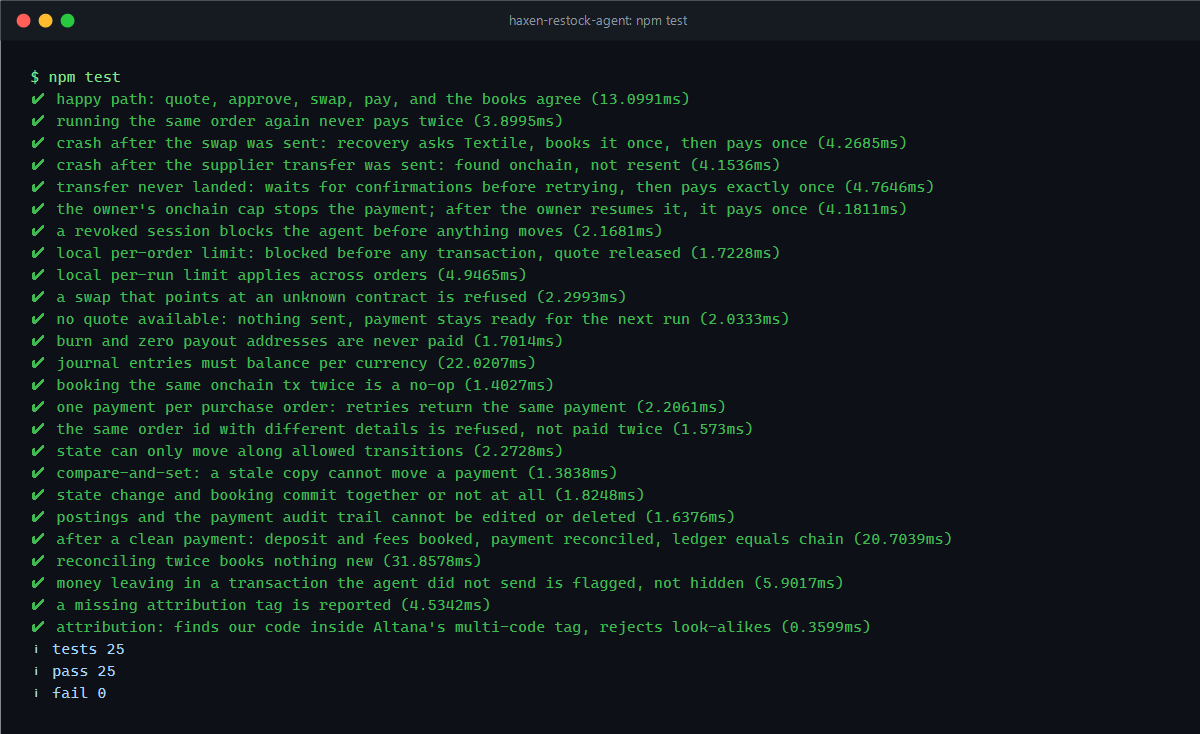 haxen-restock-agent: npm test
$ npm test
✔ happy path: quote, approve, swap, pay, and the books agree (13.0991ms)
✔ running the same order again never pays twice (3.8995ms)
✔ crash after the swap was sent: recovery asks Textile, books it once, then pays once (4.2685ms)
✔ crash after the supplier transfer was sent: found onchain, not resent (4.1536ms)
✔ transfer never landed: waits for confirmations before retrying, then pays exactly once (4.7646ms)
✔ the owner's onchain cap stops the payment; after the owner resumes it, it pays once (4.1811ms)
✔ a revoked session blocks the agent before anything moves (2.1681ms)
✔ local per-order limit: blocked before any transaction, quote released (1.7228ms)
✔ local per-run limit applies across orders (4.9465ms)
✔ a swap that points at an unknown contract is refused (2.2993ms)
✔ no quote available: nothing sent, payment stays ready for the next run (2.0333ms)
✔ burn and zero payout addresses are never paid (1.7014ms)
✔ journal entries must balance per currency (22.0207ms)
✔ booking the same onchain tx twice is a no-op (1.4027ms)
✔ one payment per purchase order: retries return the same payment (2.2061ms)
✔ the same order id with different details is refused, not paid twice (1.573ms)
✔ state can only move along allowed transitions (2.2728ms)
✔ compare-and-set: a stale copy cannot move a payment (1.3838ms)
✔ state change and booking commit together or not at all (1.8248ms)
✔ postings and the payment audit trail cannot be edited or deleted (1.6376ms)
✔ after a clean payment: deposit and fees booked, payment reconciled, ledger equals chain (20.7039ms)
✔ reconciling twice books nothing new (31.8578ms)
✔ money leaving in a transaction the agent did not send is flagged, not hidden (5.9017ms)
✔ a missing attribution tag is reported (4.5342ms)
✔ attribution: finds our code inside Altana's multi-code tag, rejects look-alikes (0.3599ms)
i tests 25
i pass 25
i fail 0